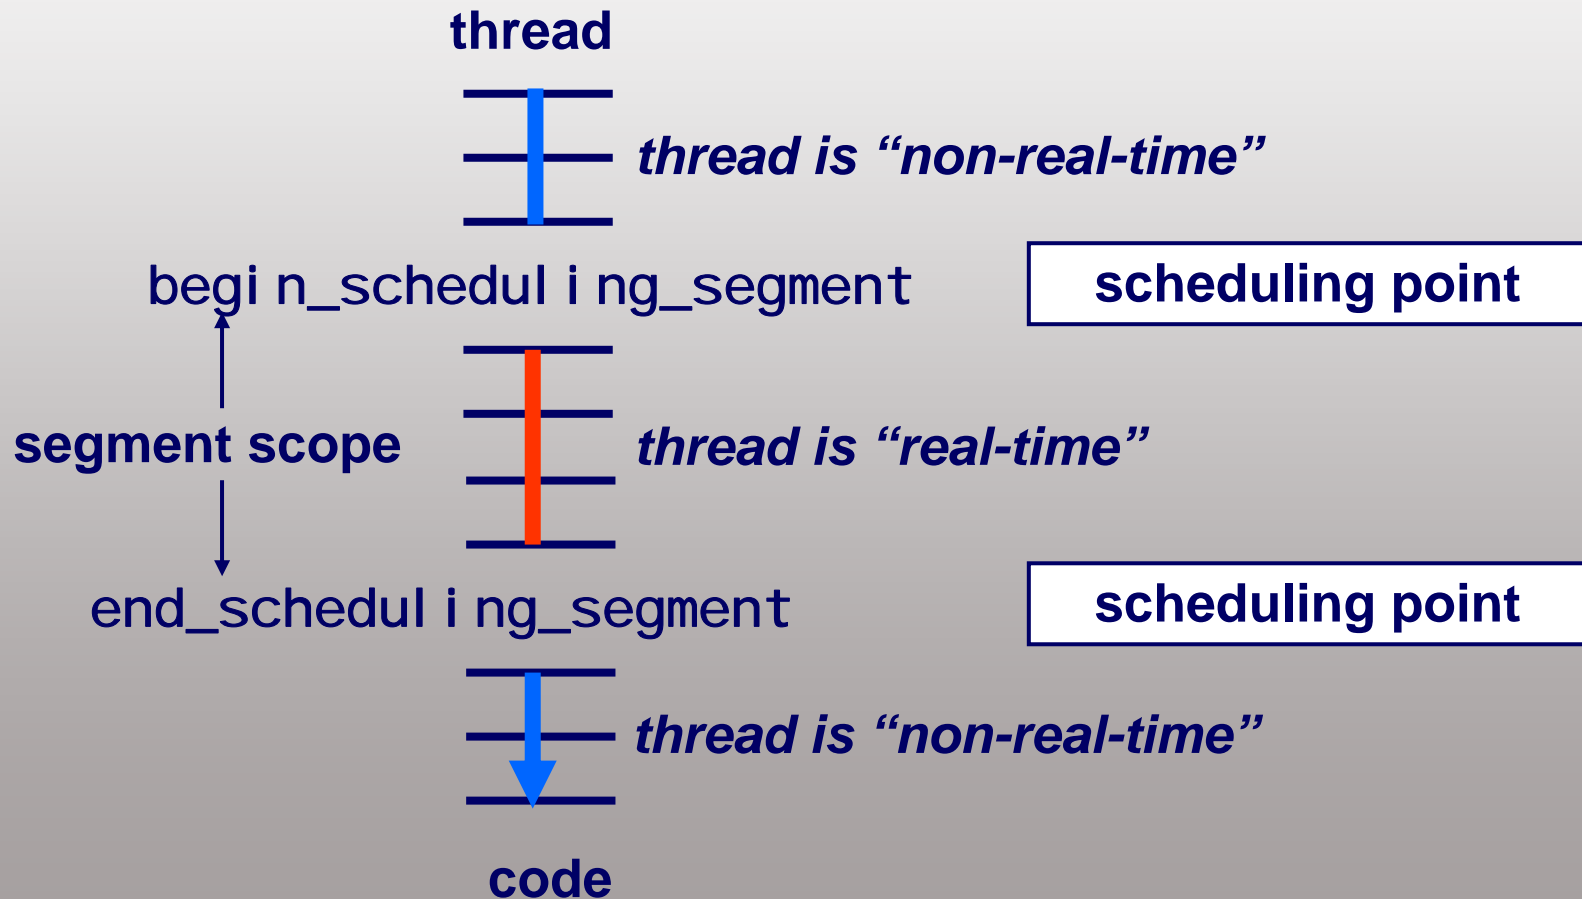 thread
thread is “non-real-time”
begin_scheduling_segment
scheduling point
segment scope
thread is “real-time”
end_scheduling_segment
scheduling point
thread is “non-real-time”
code